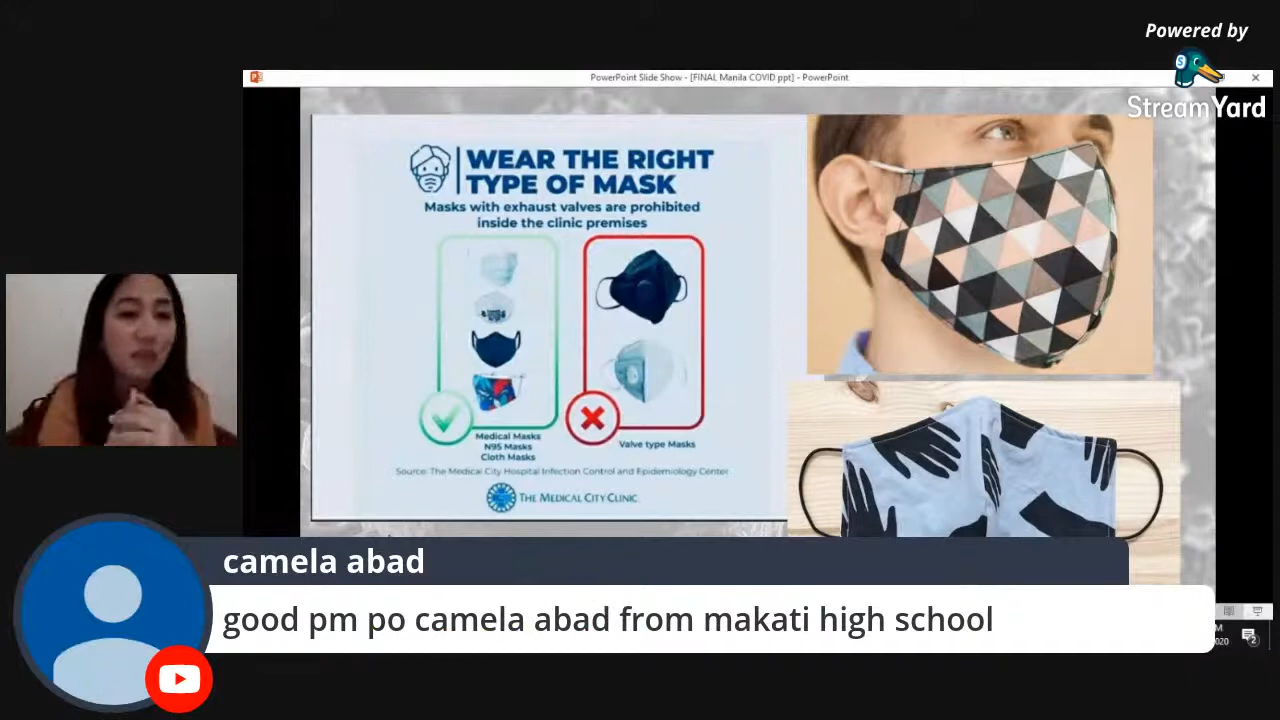 Powered by
StreamYard
PowerPoint Slide Show - [FINAL Manila COVID ppt] - PowerPoint
WEAR THE RIGHT
TYPE OF MASK
Masks with exhaust valves are prohibited
inside the clinic premises
Medical Masks
N95 Masks
Cloth Masks
Valve type Masks
Source: The Medical City Hospital Infection Control and Epidemiology Center
THE MEDICAL CITY CLINIC
camela abad
good pm po camela abad from makati high school
M
020
2